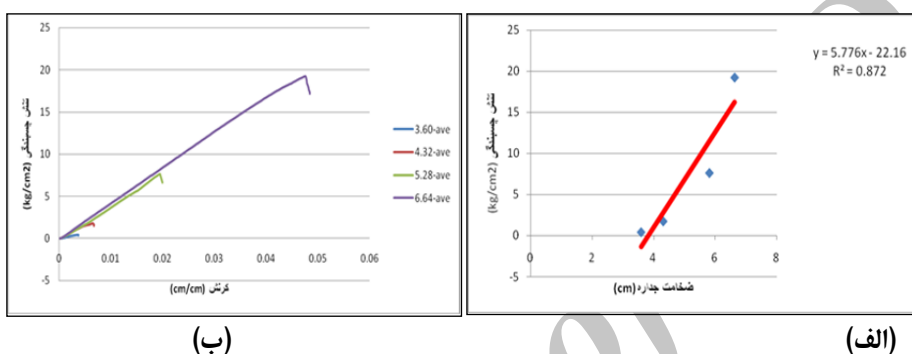 تنش چسبندگی (kg/cm2)
25
20
15
10
5
0
-5
0 0.01 0.02 0.03 0.04 0.05 0.06
کرنش (cm/cm)
3.60-ave
4.32-ave
5.28-ave
6.64-ave
(ب)
تنش چسبندگی (kg/cm2)
25
20
15
10
5
0
-5
0 2 4 6 8
ضخامت جداره (cm)
y = 5.776x - 22.16
R² = 0.872
(الف)